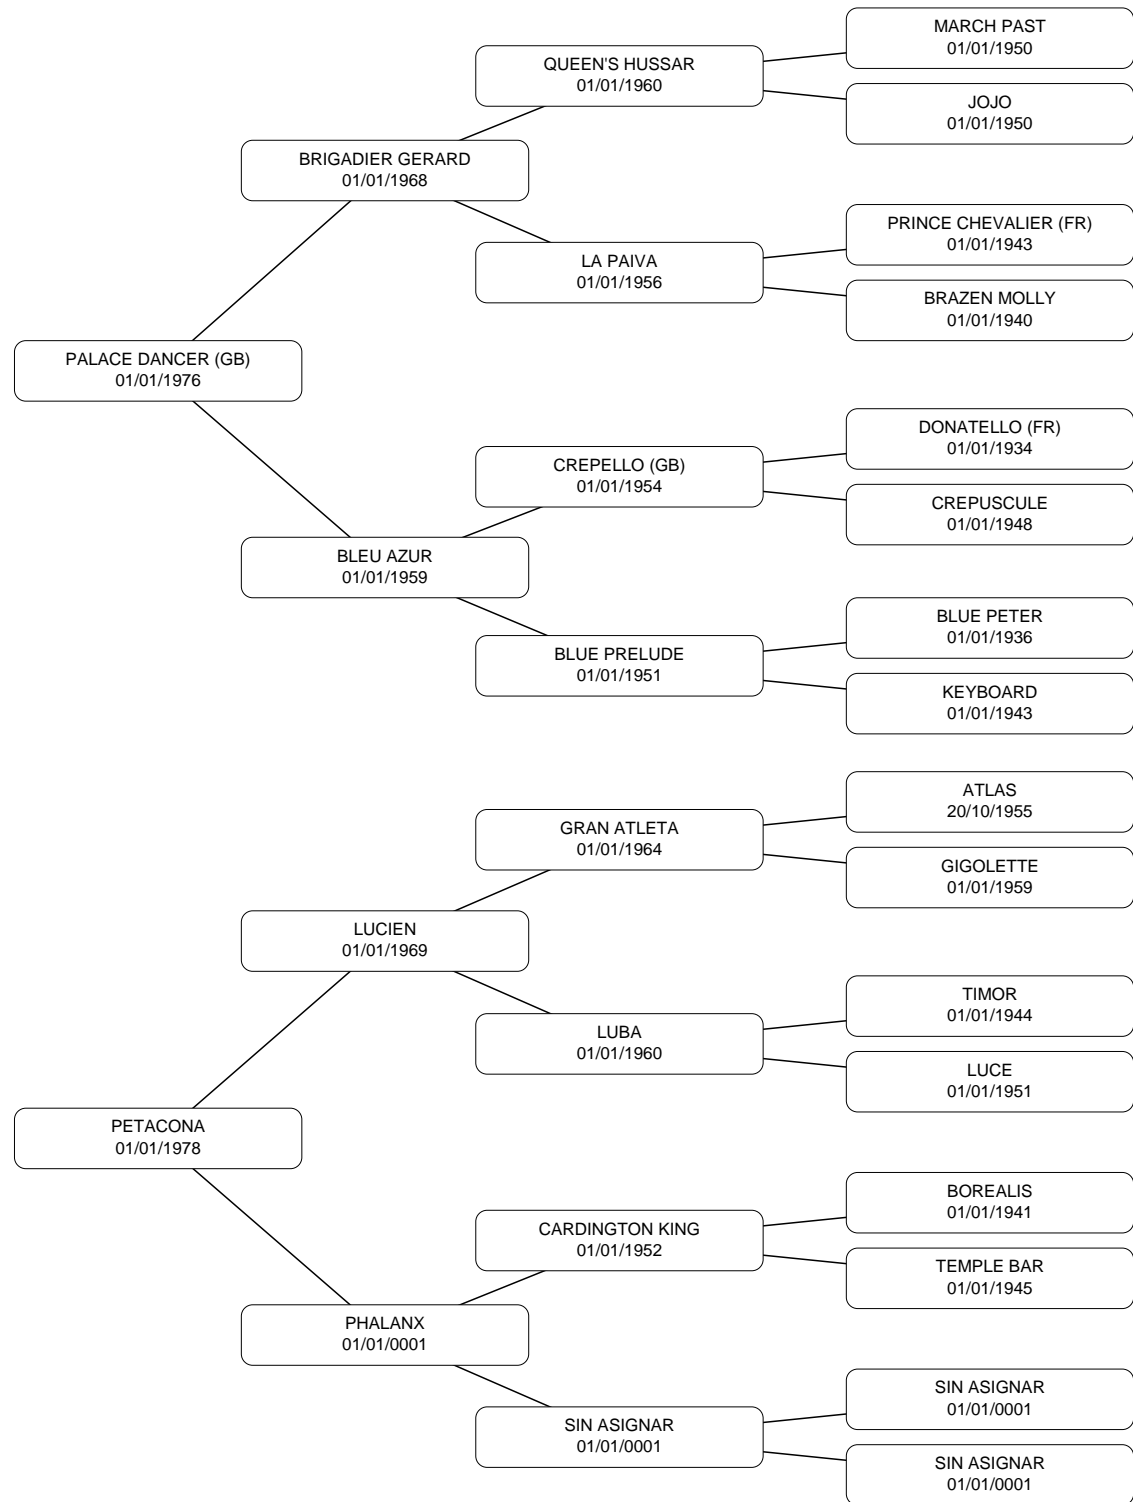 MARCH PAST
01/01/1950
QUEEN'S HUSSAR
01/01/1960
JOJO
01/01/1950
BRIGADIER GERARD
01/01/1968
PRINCE CHEVALIER (FR)
01/01/1943
LA PAIVA
01/01/1956
BRAZEN MOLLY
01/01/1940
PALACE DANCER (GB)
01/01/1976
DONATELLO (FR)
01/01/1934
CREPELLO (GB)
01/01/1954
CREPUSCULE
01/01/1948
BLEU AZUR
01/01/1959
BLUE PETER
01/01/1936
BLUE PRELUDE
01/01/1951
KEYBOARD
01/01/1943
ATLAS
20/10/1955
GRAN ATLETA
01/01/1964
GIGOLETTE
01/01/1959
LUCIEN
01/01/1969
TIMOR
01/01/1944
LUBA
01/01/1960
LUCE
01/01/1951
PETACONA
01/01/1978
BOREALIS
01/01/1941
CARDINGTON KING
01/01/1952
TEMPLE BAR
01/01/1945
PHALANX
01/01/0001
SIN ASIGNAR
01/01/0001
SIN ASIGNAR
01/01/0001
SIN ASIGNAR
01/01/0001